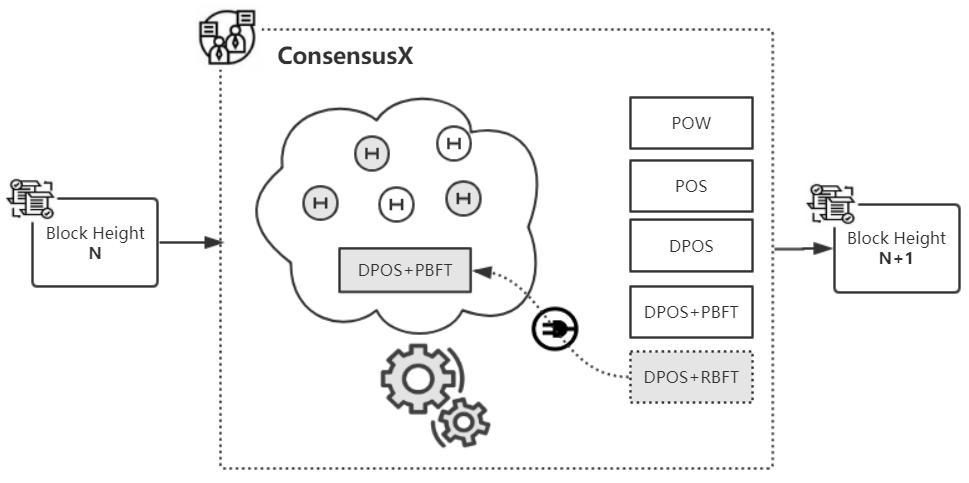 ConsensusX
Block Height
N
H
H
H
H
H
DPOS+PBFT
POW
POS
DPOS
DPOS+PBFT
DPOS+RBFT
Block Height
N+1